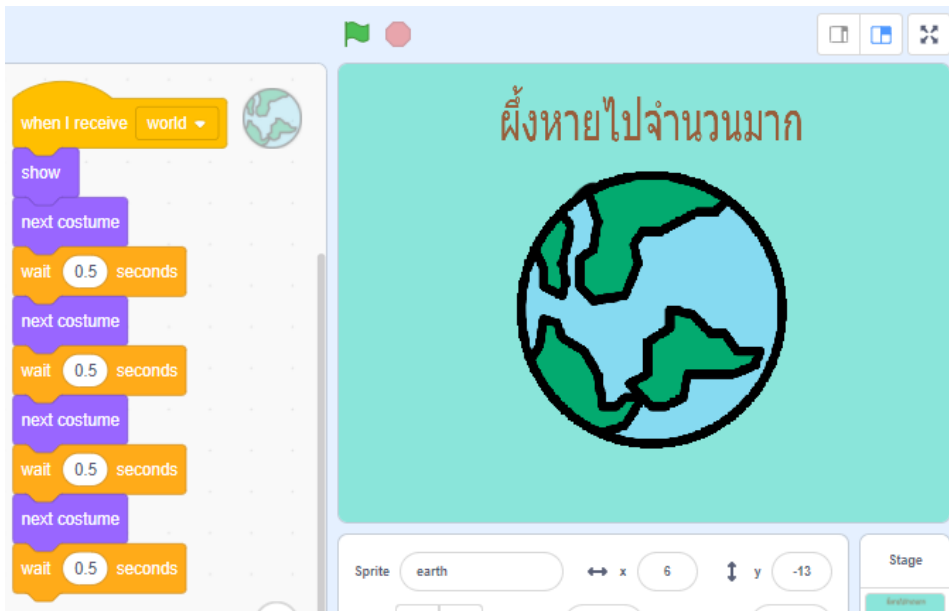 when I receive world
show
next costume
wait 0.5 seconds
next costume
wait 0.5 seconds
next costume
wait 0.5 seconds
next costume
wait 0.5 seconds
ผึ้งหายไปจำนวนมาก
Sprite earth x 6 y -13
Stage